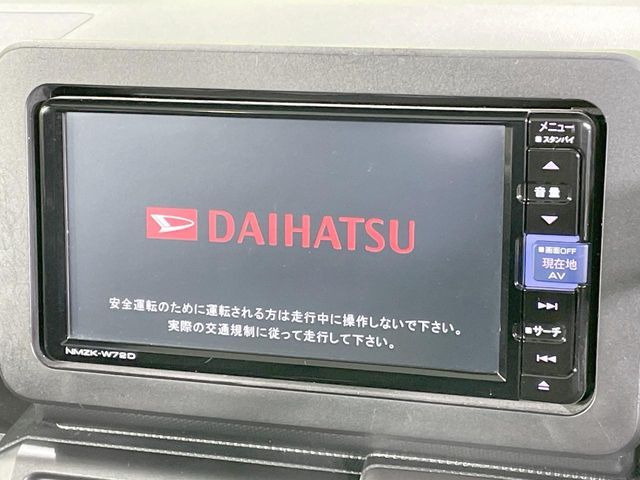 DAIHATSU
安全運転のために運転される方は走行中に操作しないで下さい。
実際の交通規制に従って走行して下さい。
NMZK-W72D
メニュー
スタンバイ
音量
画面OFF
現在地
AV
サーチ